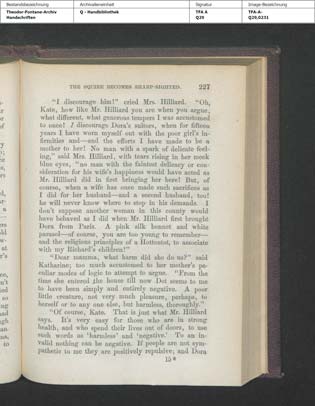 Bestandsbezeichnung Archivalieneinheit Signatur Image-Bezeichnung
Theodor-Fontane-Archiv Q - Handbibliothek TFA A TFA-A-
Handschriften Q29 Q29,0231
THE SQUIRE BECOMES SHARP-SIGHTED. 227
"I discourage him!" cried Mrs. Hilliard. "Oh,
Kate, how like Mr. Hilliard you are when you argue,
what different, what generous tempers I was accustomed
to once! I discourage Dora's suitors, when for fifteen
years I have worn myself out with the poor girl's in-
firmities and—and the efforts I have made to be a
mother to her! No man with a spark of delicate feel-
ing," said Mrs. Hilliard, with tears rising in her meek
blue eyes, "no man with the faintest delicacy or con-
sideration for his wife's happiness would have acted as
Mr. Hilliard did in first bringing her here! But, of
course, when a wife has once made such sacrifices as
I did for her husband—and a second husband, too!
he will never know where to stop in his demands. I
don't suppose another woman in this county would
have behaved as I did when Mr. Hilliard first brought
Dora from Paris. A pink silk bonnet and white
parasol—of course, you are too young to remember—
and the religious principles of a Hottentot, to associate
with my Richard's children!"
"Dear mamma, what harm did she do us?" said
Katharine; too much accustomed to her mother's pe-
culiar modes of logic to attempt to argue. "From the
time she entered the house till now Dot seems to me
to have been simply and entirely negative. A poor
little creature, not very much pleasure, perhaps, to
herself or to any one else, but harmless, thoroughly."
"Of course, Kate. That is just what Mr. Hilliard
says. It's very easy for those who are in strong
health, and who spend their lives out of doors, to use
such words as 'harmless' and 'negative.' To an in-
valid nothing can be negative. If people are not sym-
pathetic to me they are positively repulsive; and Dora
15*